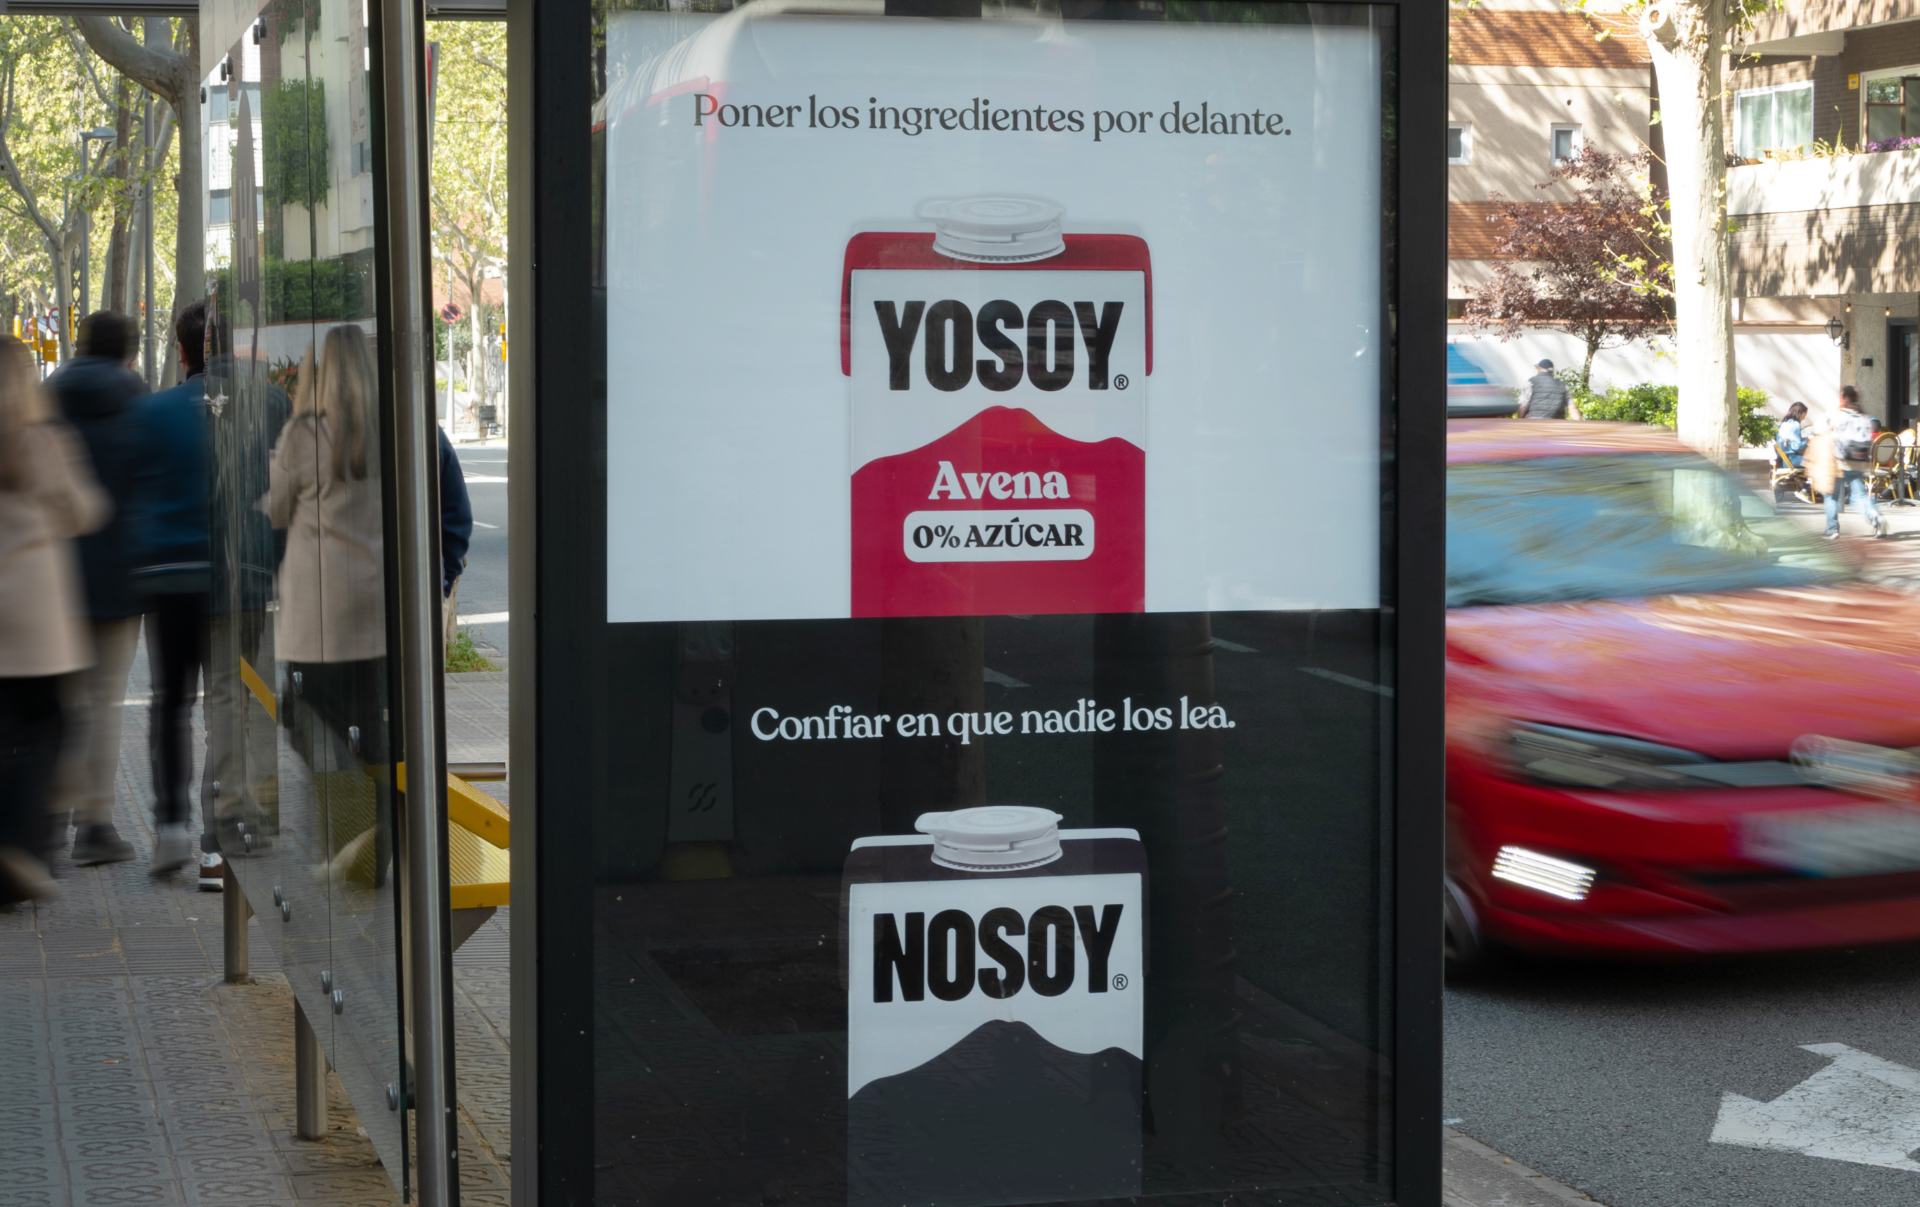 Poner los ingredientes por delante.
YOSOY®
Avena
0% AZÚCAR
Confiar en que nadie los lea.
NOSOY®